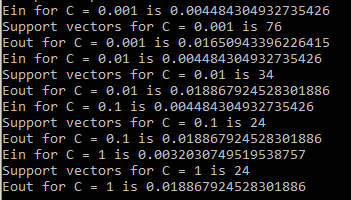 Ein for C = 0.001 is 0.004484304932735426
Support vectors for C = 0.001 is 76
Eout for C = 0.001 is 0.01650943396226415
Ein for C = 0.01 is 0.004484304932735426
Support vectors for C = 0.01 is 34
Eout for C = 0.01 is 0.018867924528301886
Ein for C = 0.1 is 0.004484304932735426
Support vectors for C = 0.1 is 24
Eout for C = 0.1 is 0.018867924528301886
Ein for C = 1 is 0.0032030749519538757
Support vectors for C = 1 is 24
Eout for C = 1 is 0.018867924528301886